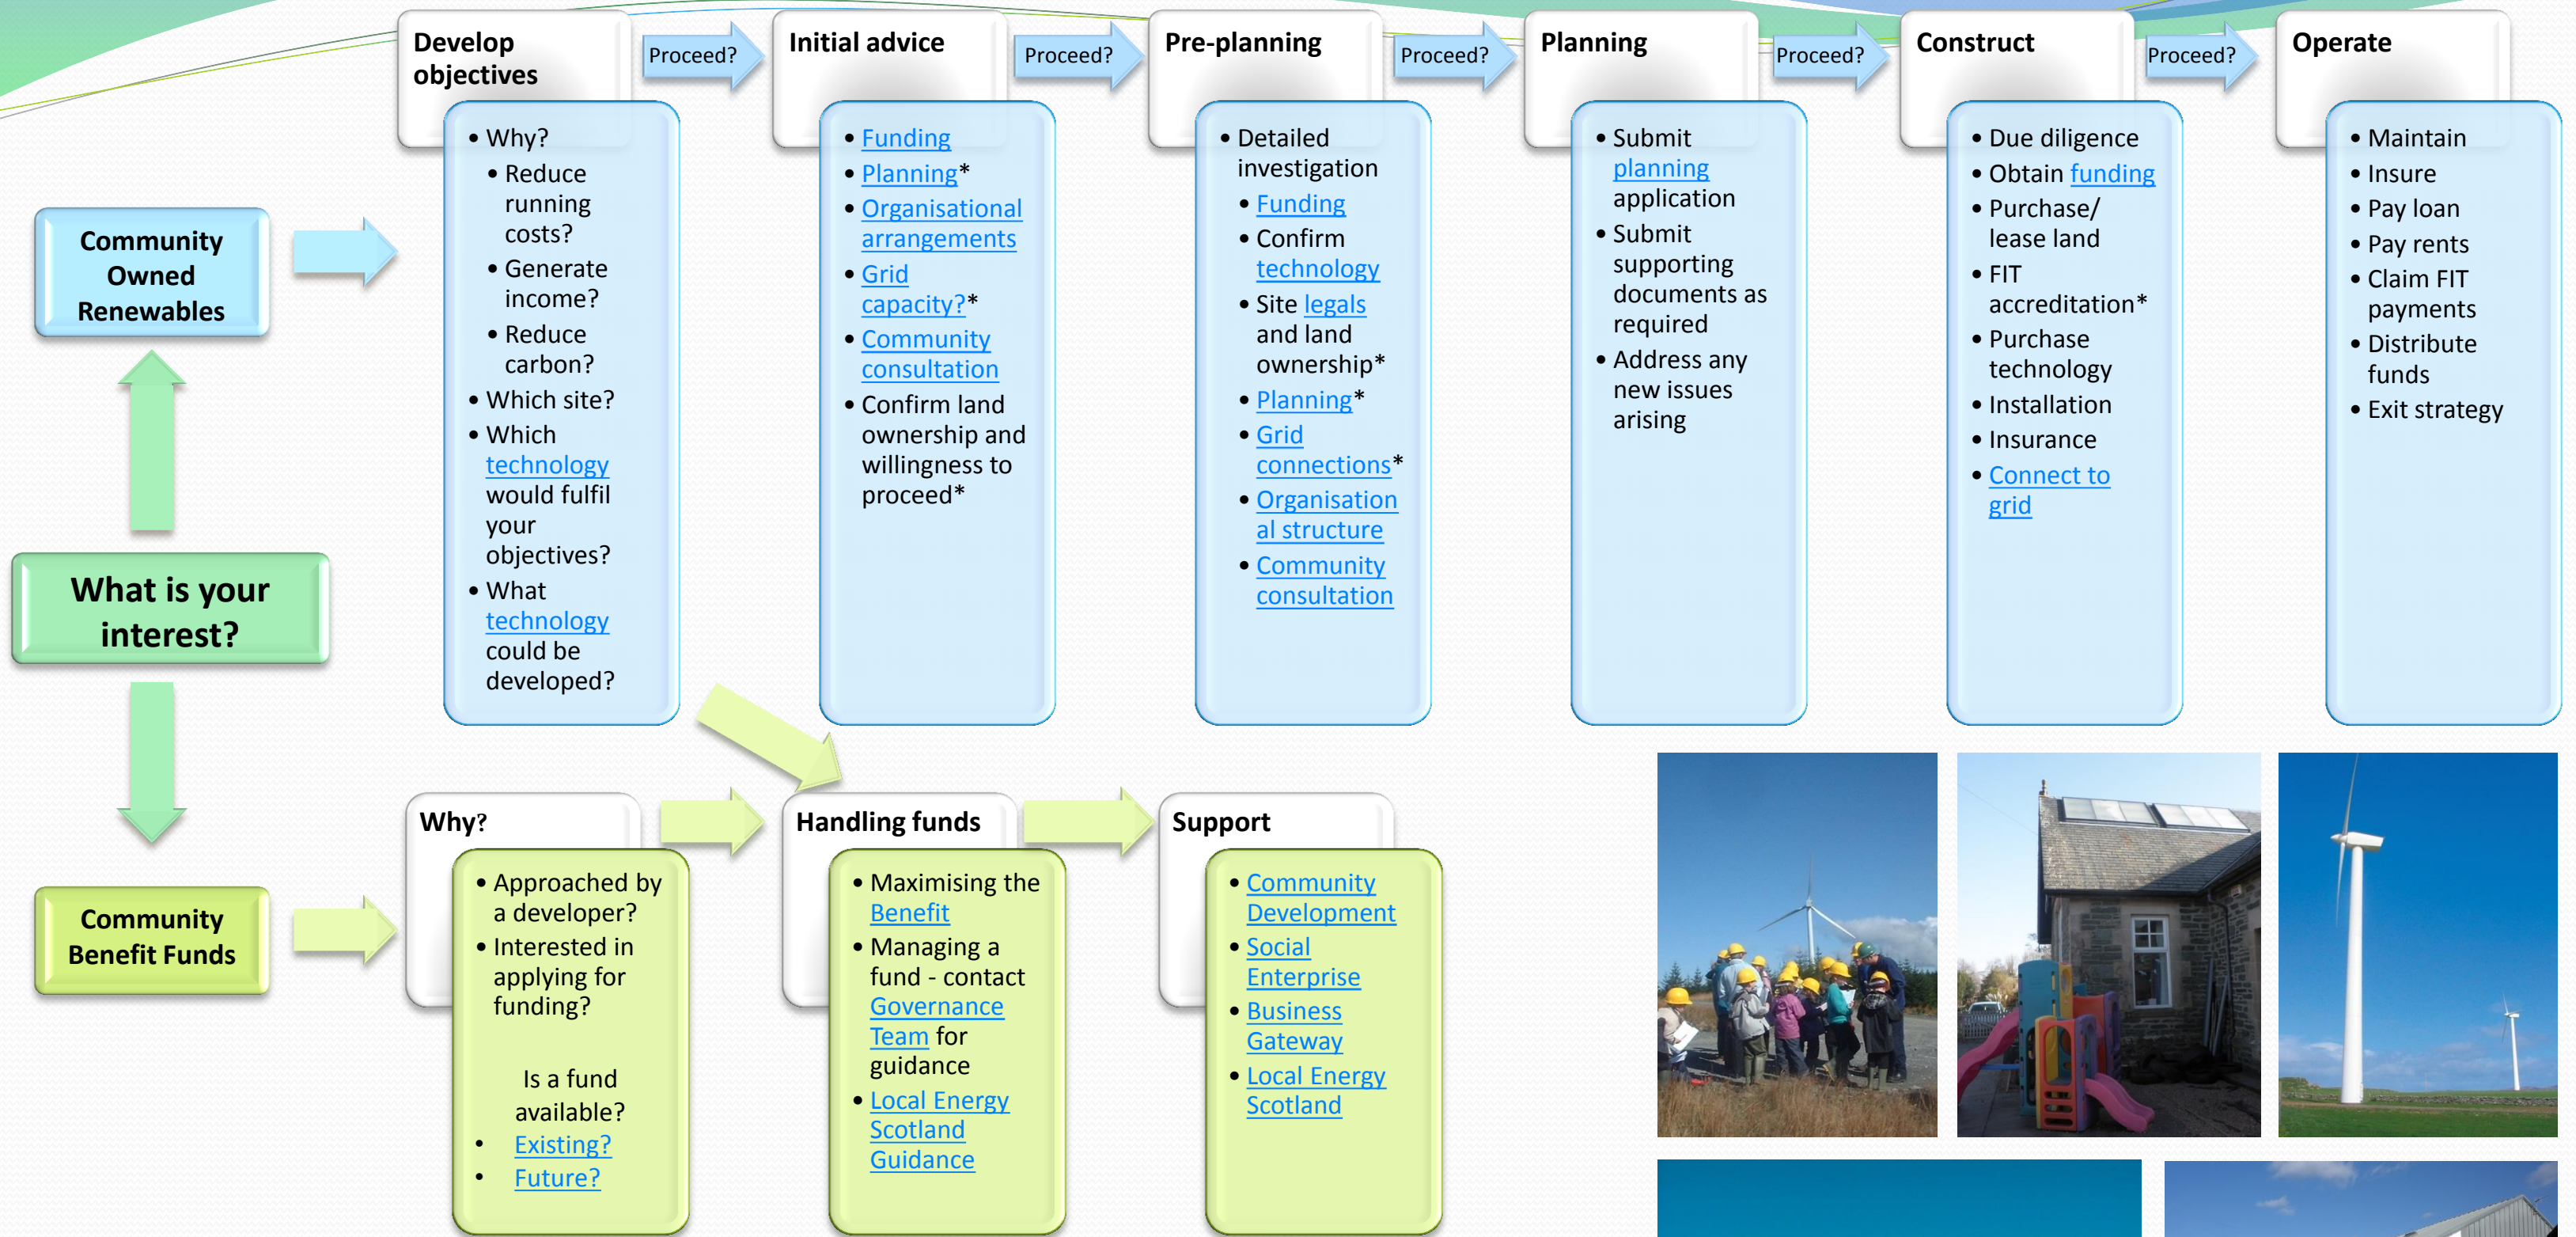 Develop
objectives
Proceed?
Initial advice
Proceed?
Pre-planning
Proceed?
Planning
Proceed?
Construct
Proceed?
Operate
Community
Owned
Renewables
• Why?
• Reduce
running
costs?
• Generate
income?
• Reduce
carbon?
• Which site?
• Which
technology
would fulfil
your
objectives?
• What
technology
could be
developed?
• Funding
• Planning*
• Organisational
arrangements
• Grid
capacity?*
• Community
consultation
• Confirm land
ownership and
willingness to
proceed*
• Detailed
investigation
• Funding
• Confirm
technology
• Site legals
and land
ownership*
• Planning*
• Grid
connections*
• Organisation
al structure
• Community
consultation
• Submit
planning
application
• Submit
supporting
documents as
required
• Address any
new issues
arising
• Due diligence
• Obtain funding
• Purchase/
lease land
• FIT
accreditation*
• Purchase
technology
• Installation
• Insurance
• Connect to
grid
• Maintain
• Insure
• Pay loan
• Pay rents
• Claim FIT
payments
• Distribute
funds
• Exit strategy
What is your
interest?
Community
Benefit Funds
Why?
• Approached by
a developer?
• Interested in
applying for
funding?
Is a fund
available?
• Existing?
• Future?
Handling funds
• Maximising the
Benefit
• Managing a
fund - contact
Governance
Team for
guidance
• Local Energy
Scotland
Guidance
Support
• Community
Development
• Social
Enterprise
• Business
Gateway
• Local Energy
Scotland